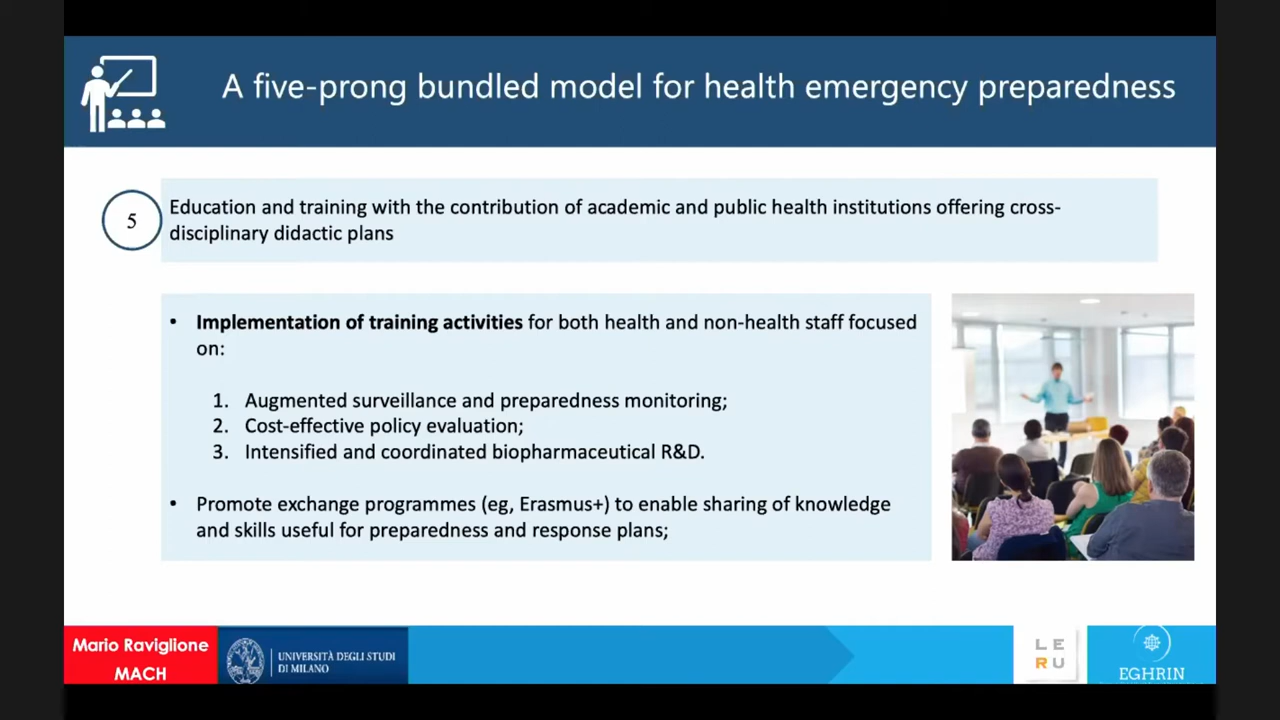 A five-prong bundled model for health emergency preparedness
5
Education and training with the contribution of academic and public health institutions offering cross-
disciplinary didactic plans
• Implementation of training activities for both health and non-health staff focused
on:
1. Augmented surveillance and preparedness monitoring;
2. Cost-effective policy evaluation;
3. Intensified and coordinated biopharmaceutical R&D.
• Promote exchange programmes (eg, Erasmus+) to enable sharing of knowledge
and skills useful for preparedness and response plans;
Mario Raviglione
MACH
UNIVERSITÀ DEGLI STUDI
DI MILANO
L E
R U
EGHRIN